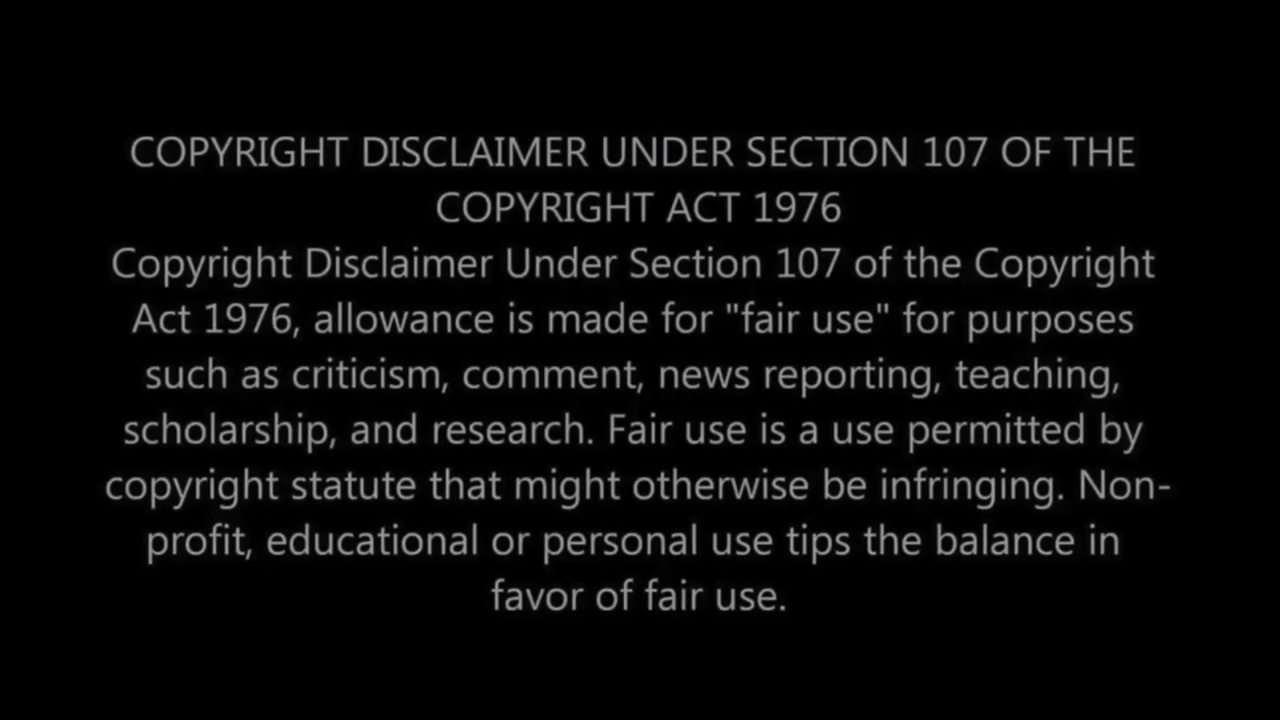 COPYRIGHT DISCLAIMER UNDER SECTION 107 OF THE
COPYRIGHT ACT 1976
Copyright Disclaimer Under Section 107 of the Copyright
Act 1976, allowance is made for "fair use" for purposes
such as criticism, comment, news reporting, teaching,
scholarship, and research. Fair use is a use permitted by
copyright statute that might otherwise be infringing. Non-
profit, educational or personal use tips the balance in
favor of fair use.